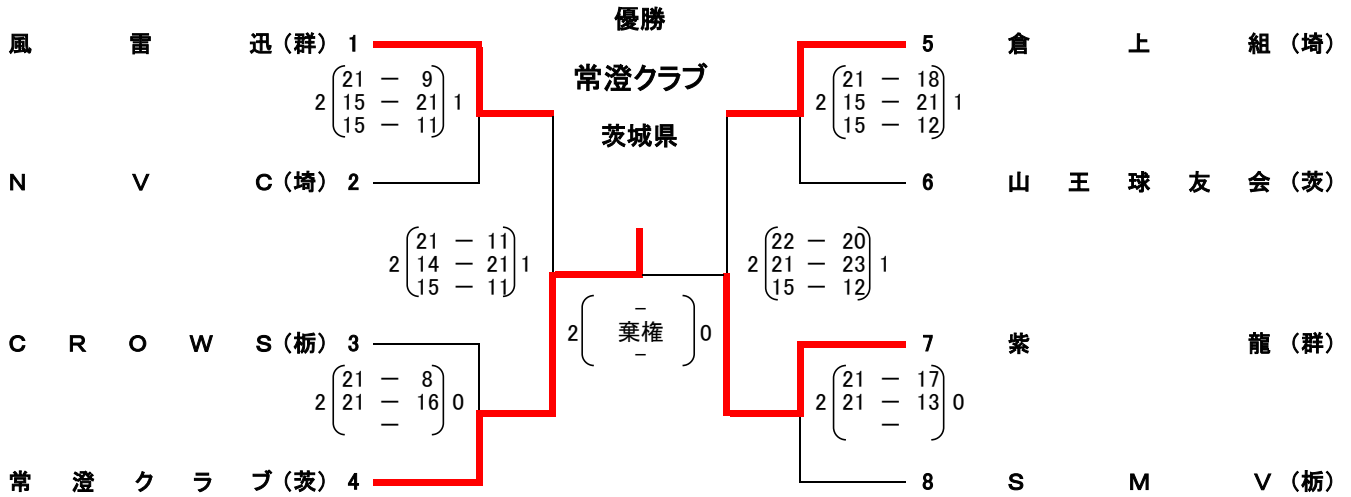 優勝
常澄クラブ
茨城県
風雷迅(群) 1
2 21 － 9 1
15 － 21
15 － 11
NVC(埼) 2
2 21 － 11 1
14 － 21
15 － 11
CROWS(栃) 3
2 21 － 8 0
21 － 16
－
常澄クラブ(茨) 4
2 － 0
棄権
－
5 倉上組(埼)
2 21 － 18 1
15 － 21
15 － 12
6 山王球友会(茨)
2 22 － 20 1
21 － 23
15 － 12
7 紫龍(群)
2 21 － 17 0
21 － 13
－
8 SMV(栃)